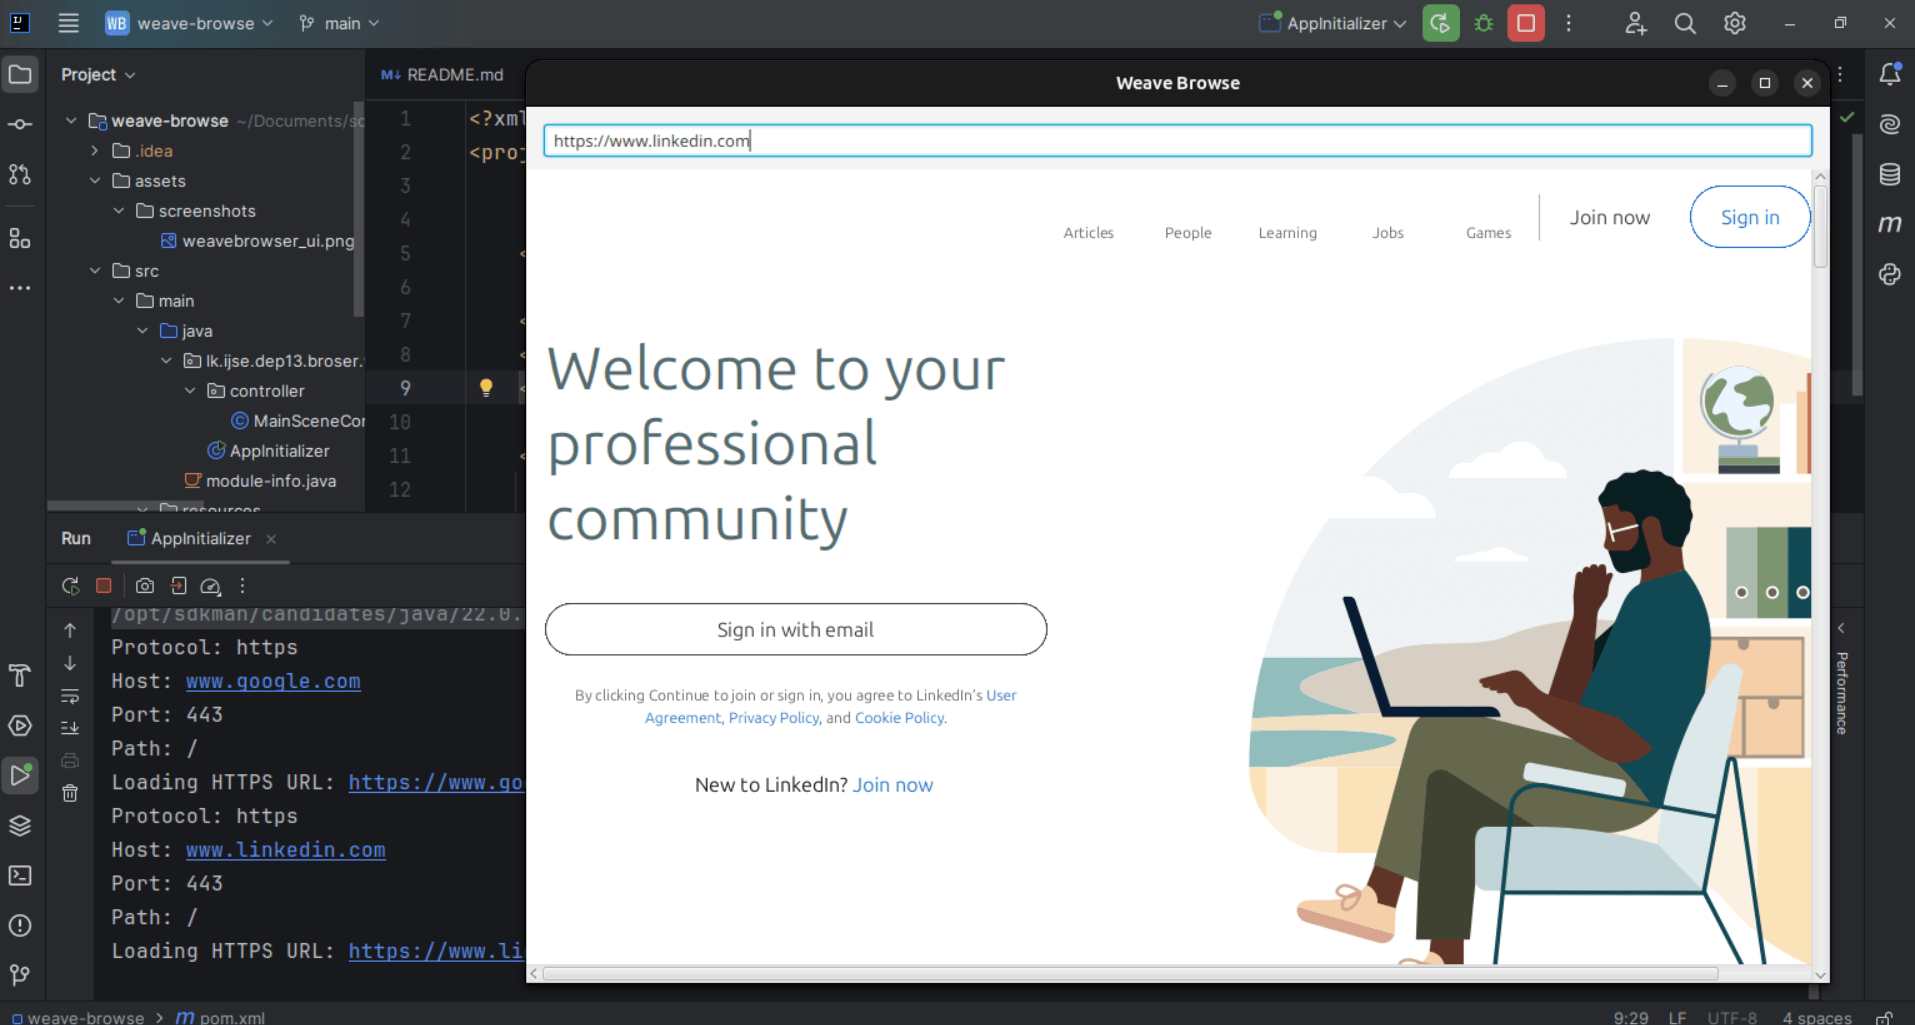 WB weave-browse main AppInitializer
Project
README.md
weave-browse ~/Documents/
.idea
assets
screenshots
weavebrowser_ui.png
src
main
java
lk.ijse.dep13.broser.
controller
MainSceneCor
AppInitializer
module-info.java
resources
1 <?xml
2 <proj
3
4
5 <
6
7 <
8 <
9 <
10
11 <
12
Weave Browse
https://www.linkedin.com
Articles People Learning Jobs Games Join now Sign in
Welcome to your
professional
community
Sign in with email
By clicking Continue to join or sign in, you agree to LinkedIn's User
Agreement, Privacy Policy, and Cookie Policy.
New to LinkedIn? Join now
Run AppInitializer
/opt/sdkman/candidates/java/22.0.
Protocol: https
Host: www.google.com
Port: 443
Path: /
Loading HTTPS URL: https://www.go
Protocol: https
Host: www.linkedin.com
Port: 443
Path: /
Loading HTTPS URL: https://www.li
Performance
weave-browse > m pom.xml
9:29 LF UTF-8 4 spaces